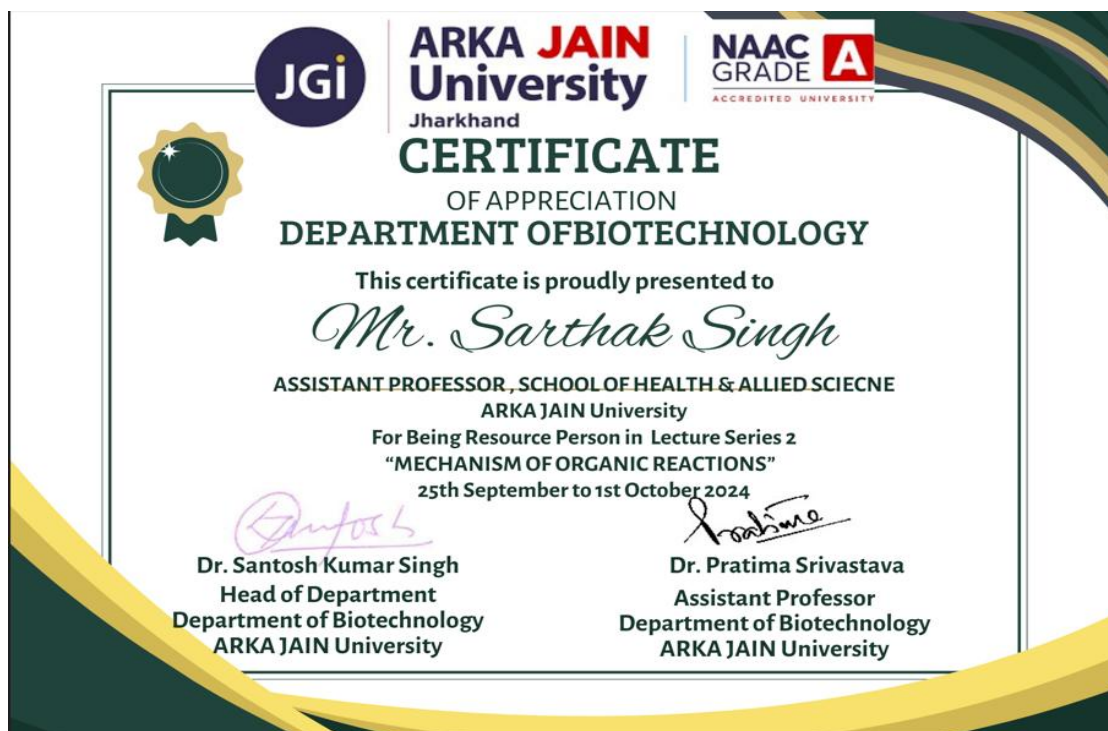 JGi
ARKA JAIN
University
Jharkhand
NAAC
GRADE A
ACCREDITED UNIVERSITY
CERTIFICATE
OF APPRECIATION
DEPARTMENT OFBIOTECHNOLOGY
This certificate is proudly presented to
Mr. Sarthak Singh
ASSISTANT PROFESSOR , SCHOOL OF HEALTH & ALLIED SCIECNE
ARKA JAIN University
For Being Resource Person in Lecture Series 2
“MECHANISM OF ORGANIC REACTIONS”
25th September to 1st October 2024
Santosh
Dr. Santosh Kumar Singh
Head of Department
Department of Biotechnology
ARKA JAIN University
Dr. Pratima Srivastava
Assistant Professor
Department of Biotechnology
ARKA JAIN University